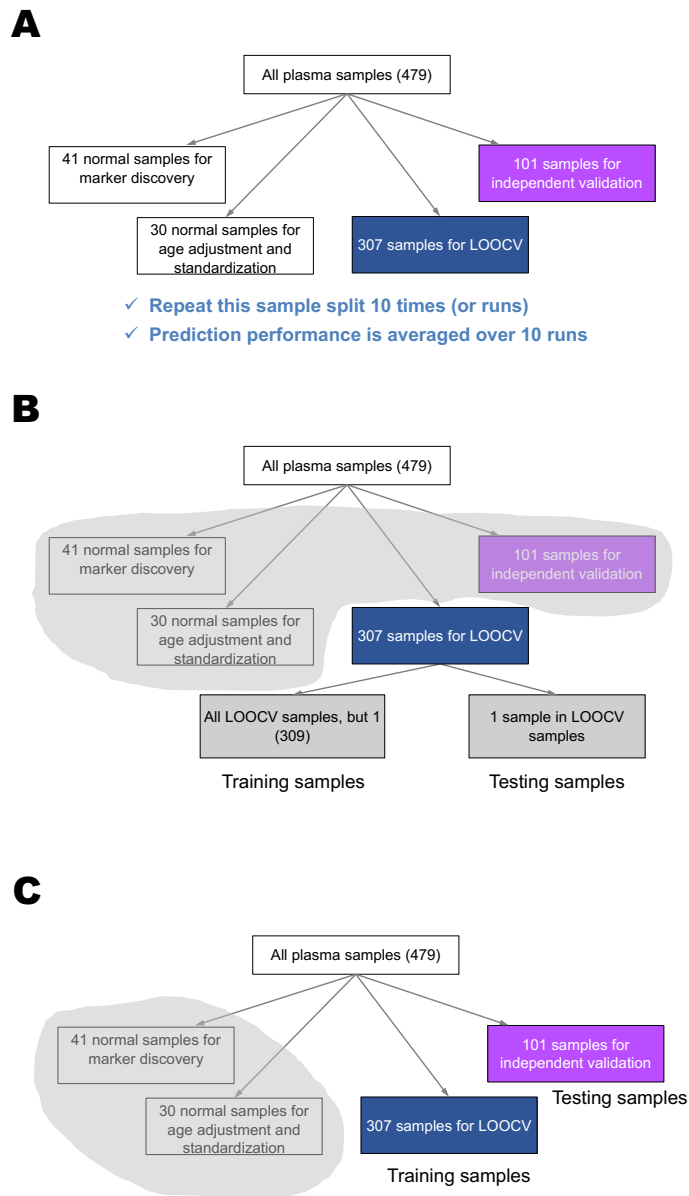 A
All plasma samples (479)
41 normal samples for
marker discovery
101 samples for
independent validation
30 normal samples for
age adjustment and
standardization
307 samples for LOOCV
✓ Repeat this sample split 10 times (or runs)
✓ Prediction performance is averaged over 10 runs
B
All plasma samples (479)
41 normal samples for
marker discovery
101 samples for
independent validation
30 normal samples for
age adjustment and
standardization
307 samples for LOOCV
All LOOCV samples, but 1
(309)
1 sample in LOOCV
samples
Training samples
Testing samples
C
All plasma samples (479)
41 normal samples for
marker discovery
101 samples for
independent validation
Testing samples
30 normal samples for
age adjustment and
standardization
307 samples for LOOCV
Training samples